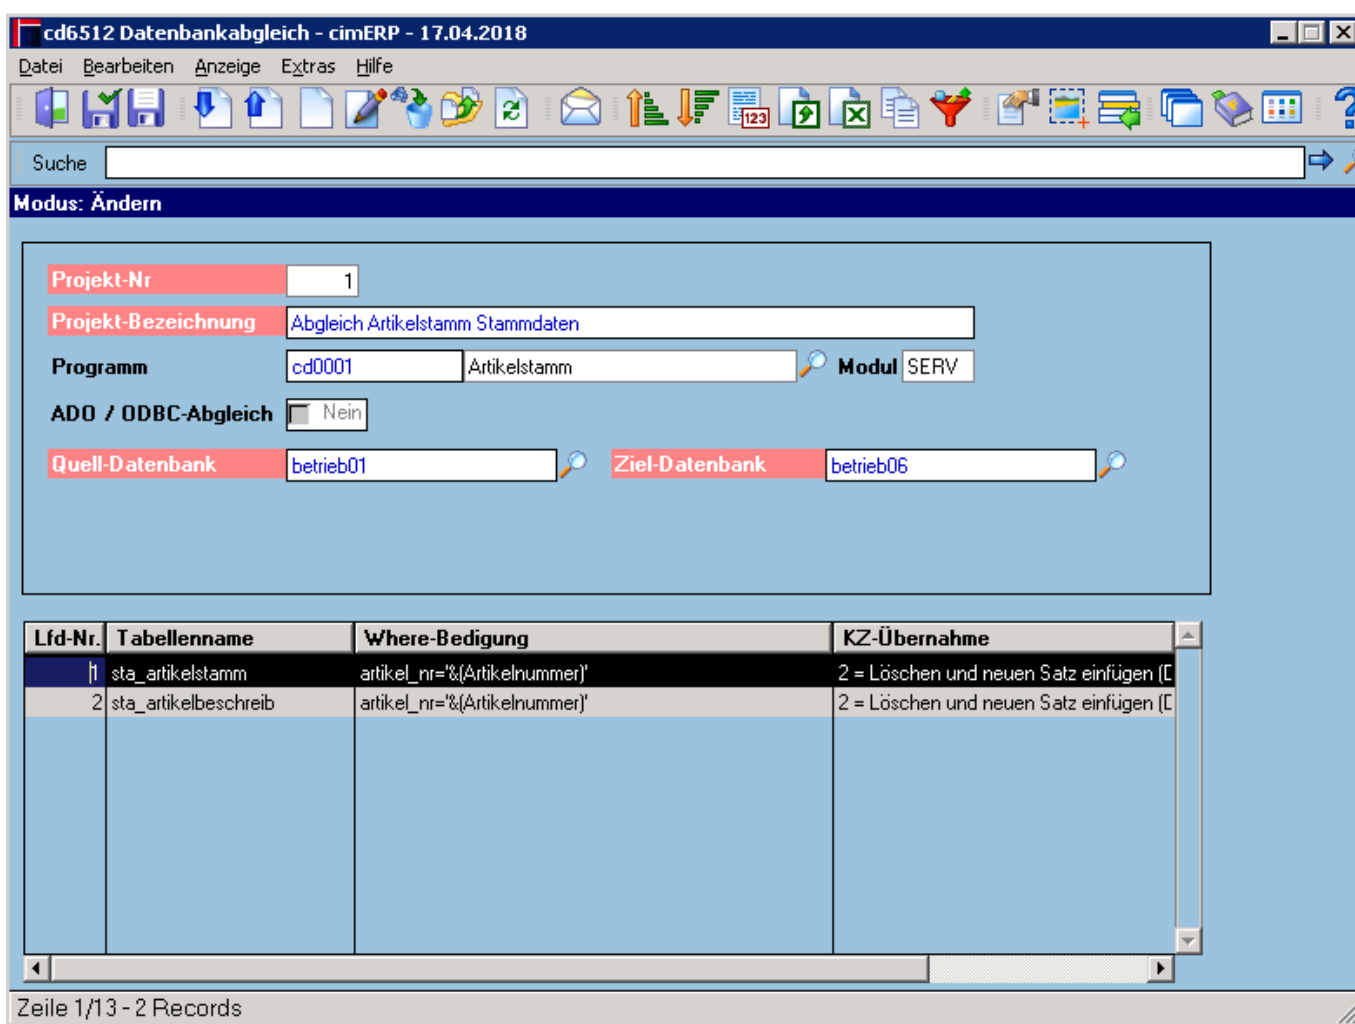 cd6512 Datenbankabgleich - cimERP - 17.04.2018
Datei Bearbeiten Anzeige Extras Hilfe
123
Suche
Modus: Ändern
Projekt-Nr 1
Projekt-Bezeichnung Abgleich Artikelstamm Stammdaten
Programm cd0001 Artikelstamm Modul SERV
ADO / ODBC-Abgleich Nein
Quell-Datenbank betrieb01 Ziel-Datenbank betrieb06
Lfd-Nr. Tabellenname Where-Bedigung KZ-Übernahme
1 sta_artikelstamm artikel_nr='&(Artikelnummer)' 2 = Löschen und neuen Satz einfügen (D
2 sta_artikelbeschreib artikel_nr='&(Artikelnummer)' 2 = Löschen und neuen Satz einfügen (D
Zeile 1/13 - 2 Records